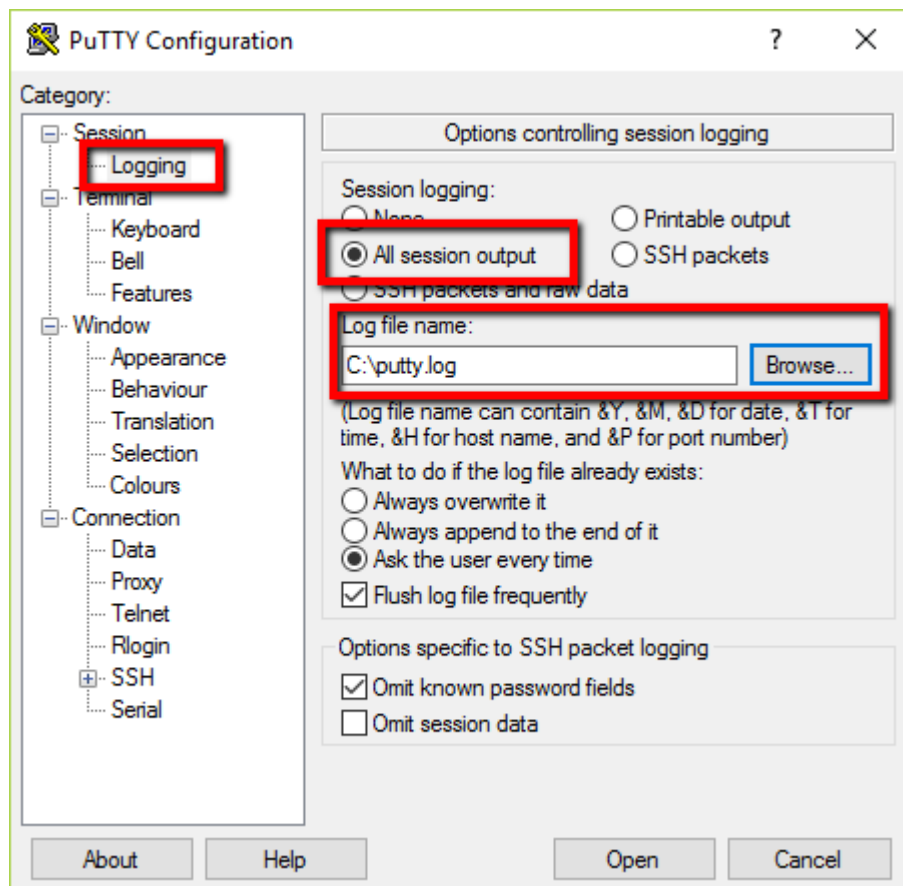 PuTTY Configuration
?
Category:
Session
Logging
Terminal
Keyboard
Bell
Features
Window
Appearance
Behaviour
Translation
Selection
Colours
Connection
Data
Proxy
Telnet
Rlogin
SSH
Serial
Options controlling session logging
Session logging:
None
Printable output
All session output
SSH packets
SSH packets and raw data
Log file name:
C:\putty.log
Browse...
(Log file name can contain &Y, &M, &D for date, &T for
time, &H for host name, and &P for port number)
What to do if the log file already exists:
Always overwrite it
Always append to the end of it
Ask the user every time
Flush log file frequently
Options specific to SSH packet logging
Omit known password fields
Omit session data
About
Help
Open
Cancel